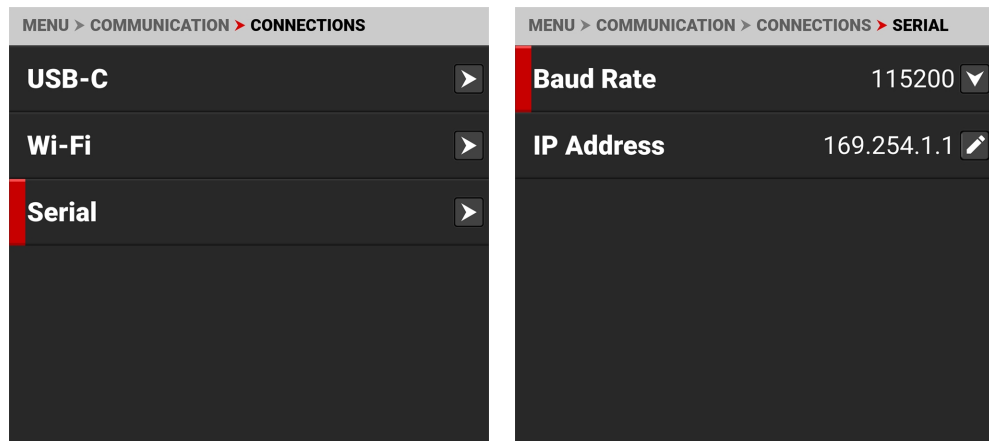 MENU > COMMUNICATION > CONNECTIONS
USB-C
Wi-Fi
Serial
MENU > COMMUNICATION > CONNECTIONS > SERIAL
Baud Rate 115200
IP Address 169.254.1.1